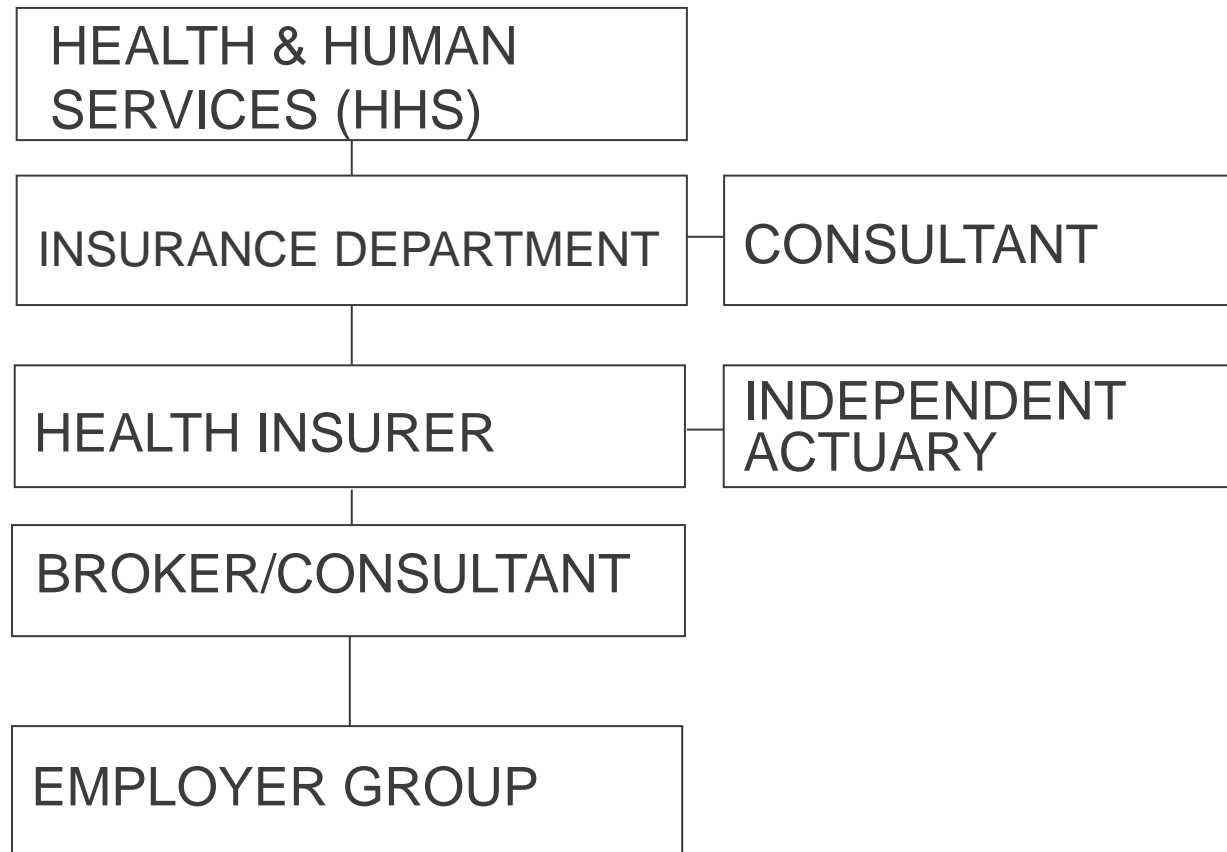 HEALTH & HUMAN
SERVICES (HHS)
INSURANCE DEPARTMENT
CONSULTANT
HEALTH INSURER
INDEPENDENT
ACTUARY
BROKER/CONSULTANT
EMPLOYER GROUP